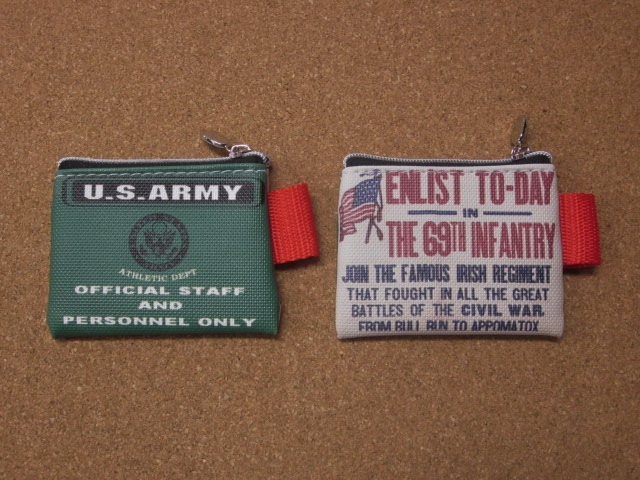 U.S.ARMY
ATHLETIC DEPT
OFFICIAL STAFF
AND
PERSONNEL ONLY
ENLIST TO-DAY
IN
THE 69TH INFANTRY
JOIN THE FAMOUS IRISH REGIMENT
THAT FOUGHT IN ALL THE GREAT
BATTLES OF THE CIVIL WAR.
FROM BULL RUN TO APPOMATOX